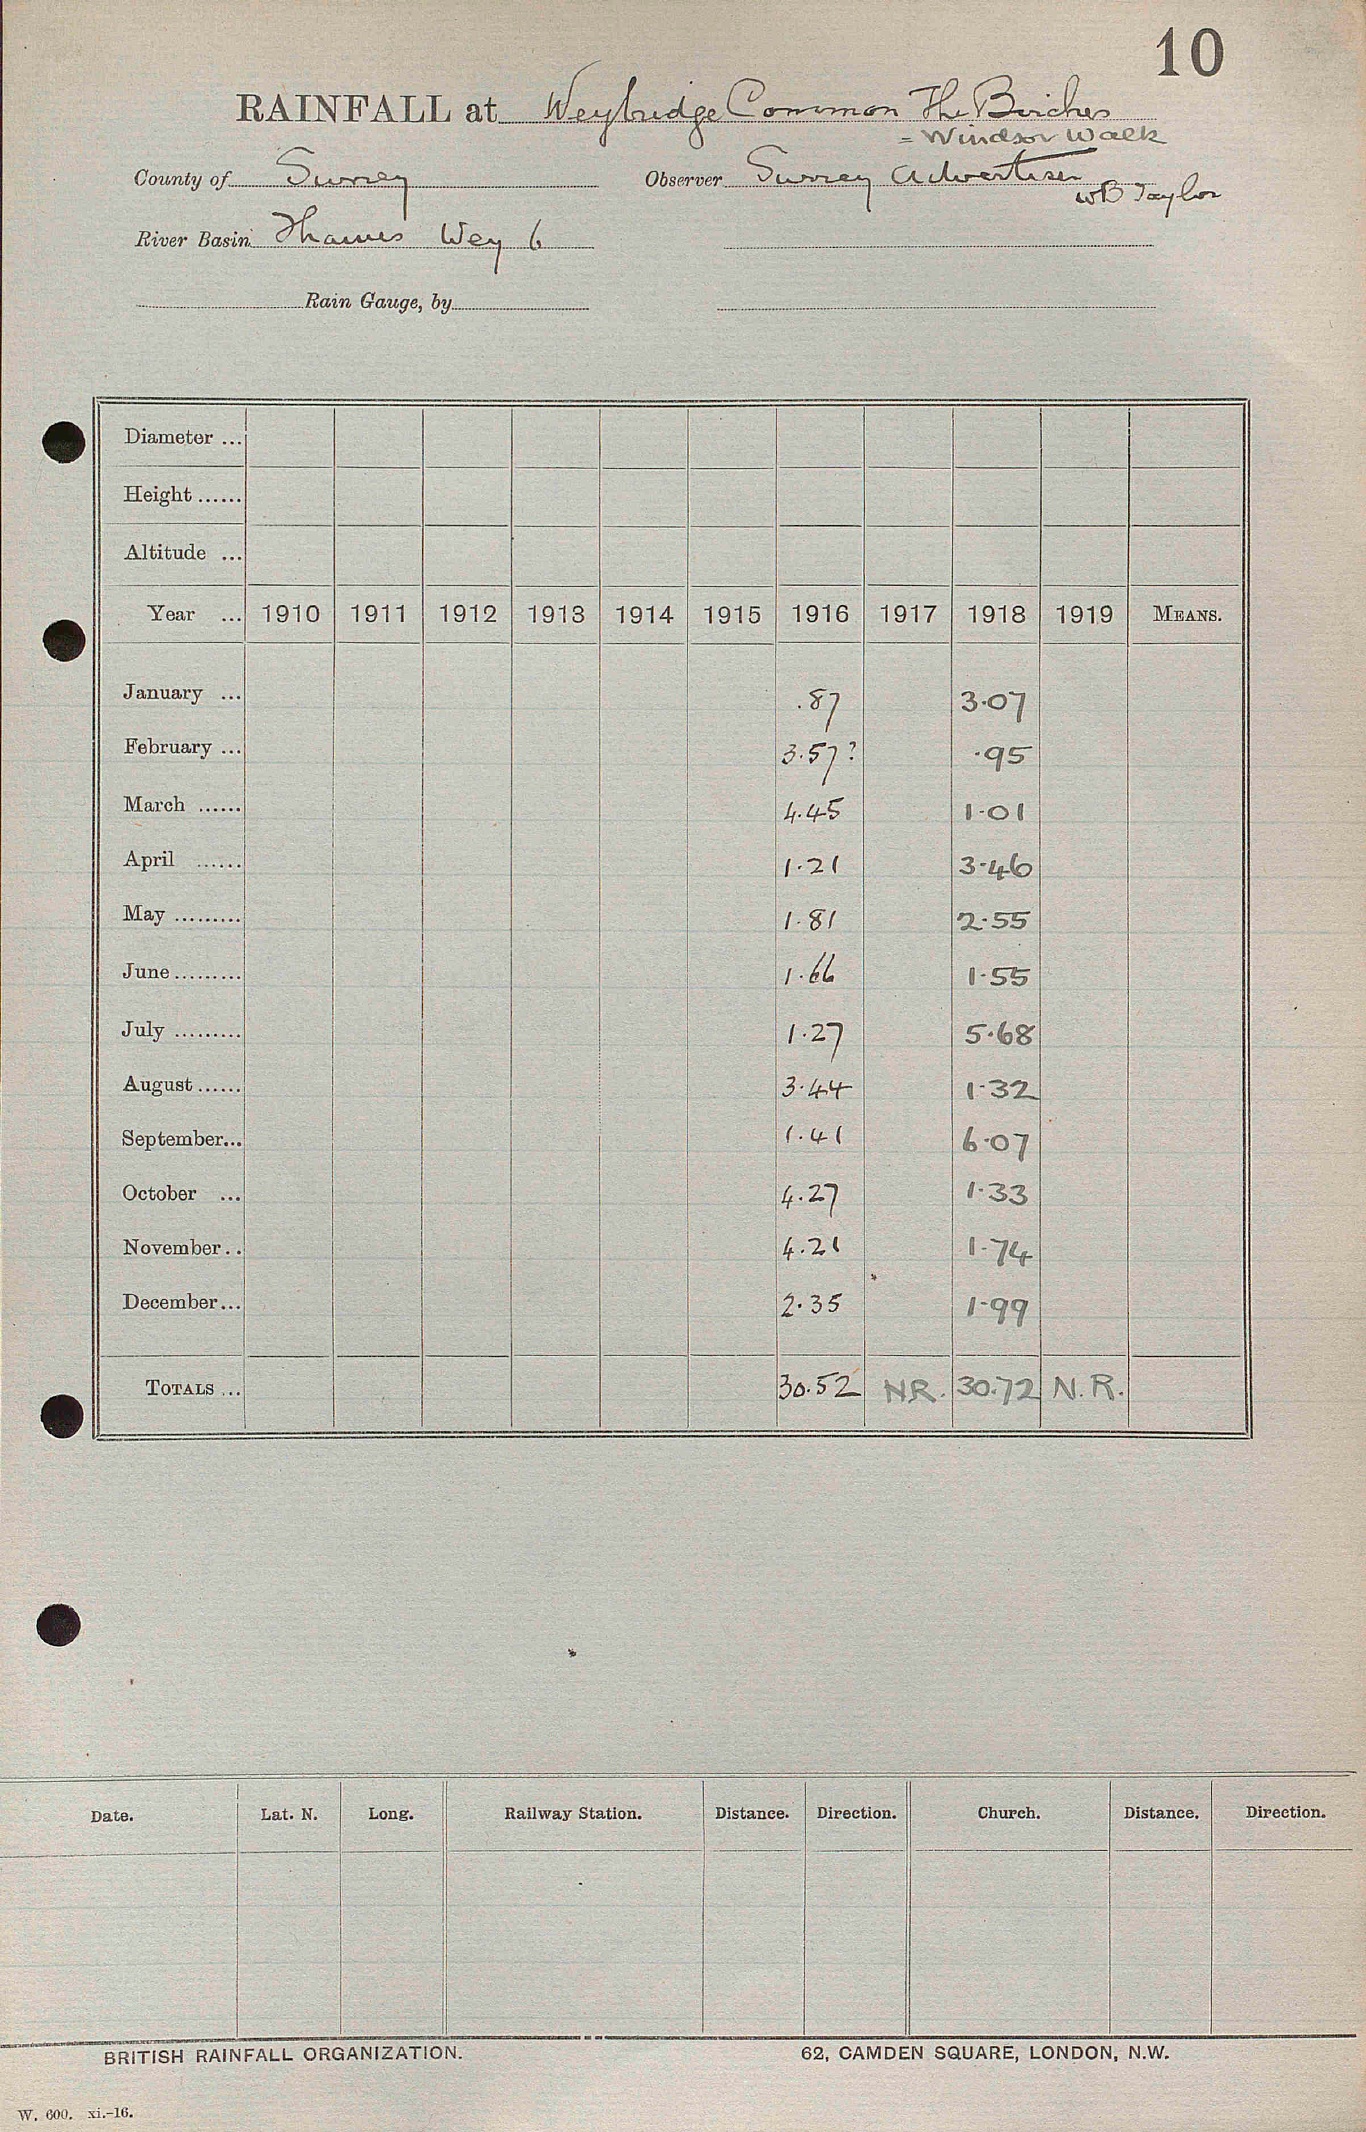 10
RAINFALL at Weybridge Common The Birches
= Windsor Walk
County of Surrey Observer Surrey Advertiser
WB Taylor
River Basin Thames Wey 6
Rain Gauge, by
Diameter ...
Height ......
Altitude ...
Year ... 1910 1911 1912 1913 1914 1915 1916 1917 1918 1919 MEANS.
January ... .87 3.07
February ... 3.57? .95
March ...... 4.45 1.01
April ...... 1.21 3.46
May ......... 1.81 2.55
June ......... 1.66 1.55
July ......... 1.27 5.68
August ...... 3.44 1.32
September... 1.41 6.07
October ... 4.27 1.33
November .. 4.21 1.74
December... 2.35 1.99
TOTALS ... 30.52 N.R. 30.72 N.R.
Date. Lat. N. Long. Railway Station. Distance. Direction. Church. Distance. Direction.
BRITISH RAINFALL ORGANIZATION. 62, CAMDEN SQUARE, LONDON, N.W.
W. 600. xi.-16.